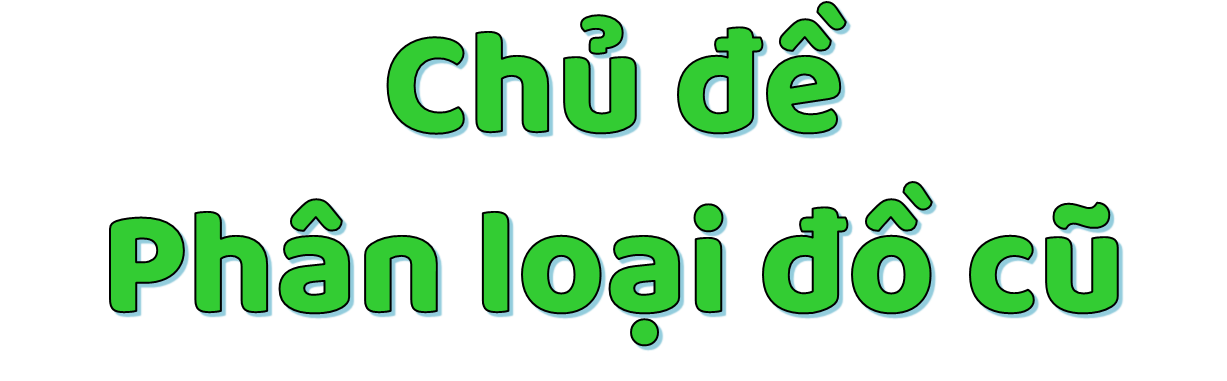 Chủ đề
Phân loại đồ cũ